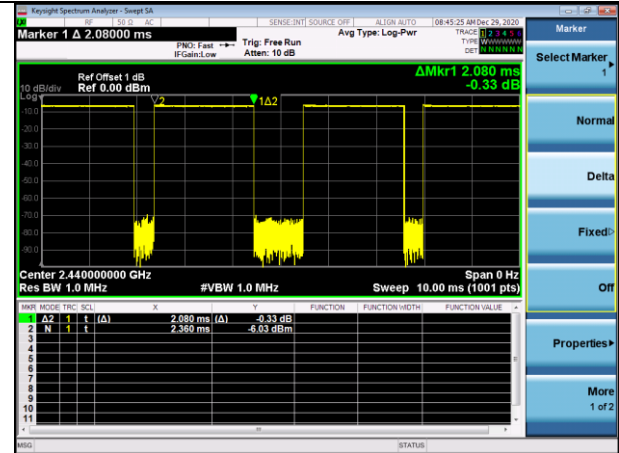 Keysight Spectrum Analyzer - Swept SA
RF 50 Ω AC SENSE:INT SOURCE OFF ALIGN AUTO 08:45:25 AM Dec 29, 2020
Marker 1 Δ 2.08000 ms Avg Type: Log-Pwr TRACE 1 2 3 4 5 6
PNO: Fast Trig: Free Run TYPE WWWWWW
IFGain:Low Atten: 10 dB DET N N N N N N
ΔMkr1 2.080 ms
Ref Offset 1 dB
10 dB/div Ref 0.00 dBm -0.33 dB
Log
2 1Δ2
-10.0
-20.0
-30.0
-40.0
-50.0
-60.0
-70.0
-80.0
-90.0
Center 2.440000000 GHz Span 0 Hz
Res BW 1.0 MHz #VBW 1.0 MHz Sweep 10.00 ms (1001 pts)
MKR MODE TRC SCL X Y FUNCTION FUNCTION WIDTH FUNCTION VALUE
1 Δ2 1 t (Δ) 2.080 ms (Δ) -0.33 dB
2 N 1 t 2.360 ms -6.03 dBm
3
4
5
6
7
8
9
10
11
MSG STATUS
Marker
Select Marker
1
Normal
Delta
Fixed
Off
Properties
More
1 of 2